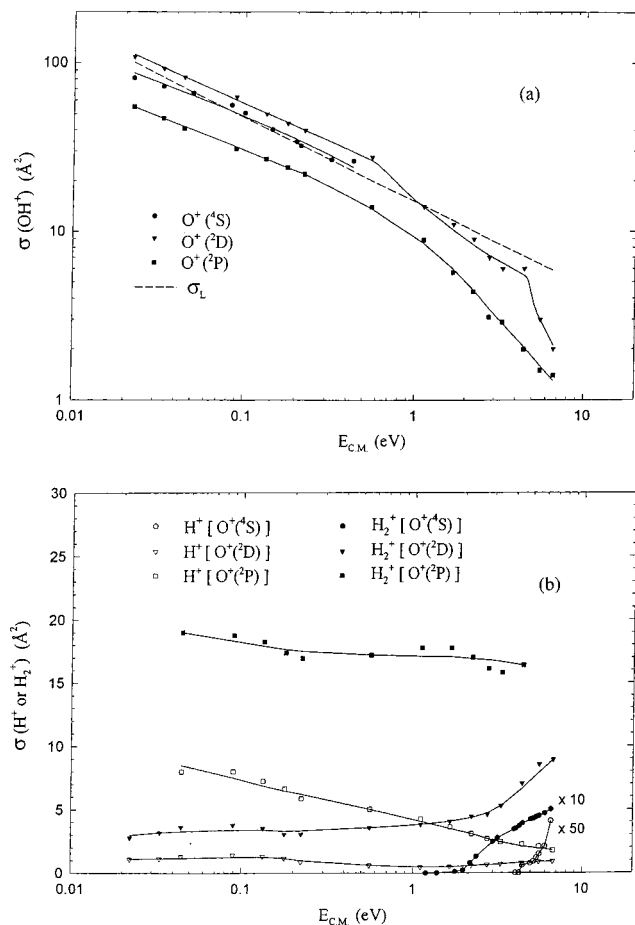 (a)
100
10
1
σ (OH⁺) (Å²)
O⁺(⁴S)
O⁺(²D)
O⁺(²P)
σ_L
0.01 0.1 1 10
E_C.M. (eV)
(b)
30
25
20
15
10
5
0
σ (H⁺ or H₂⁺) (Å²)
H⁺ [ O⁺(⁴S) ] H₂⁺ [ O⁺(⁴S) ]
H⁺ [ O⁺(²D) ] H₂⁺ [ O⁺(²D) ]
H⁺ [ O⁺(²P) ] H₂⁺ [ O⁺(²P) ]
x 10
x 50
0.01 0.1 1 10
E_C.M. (eV)